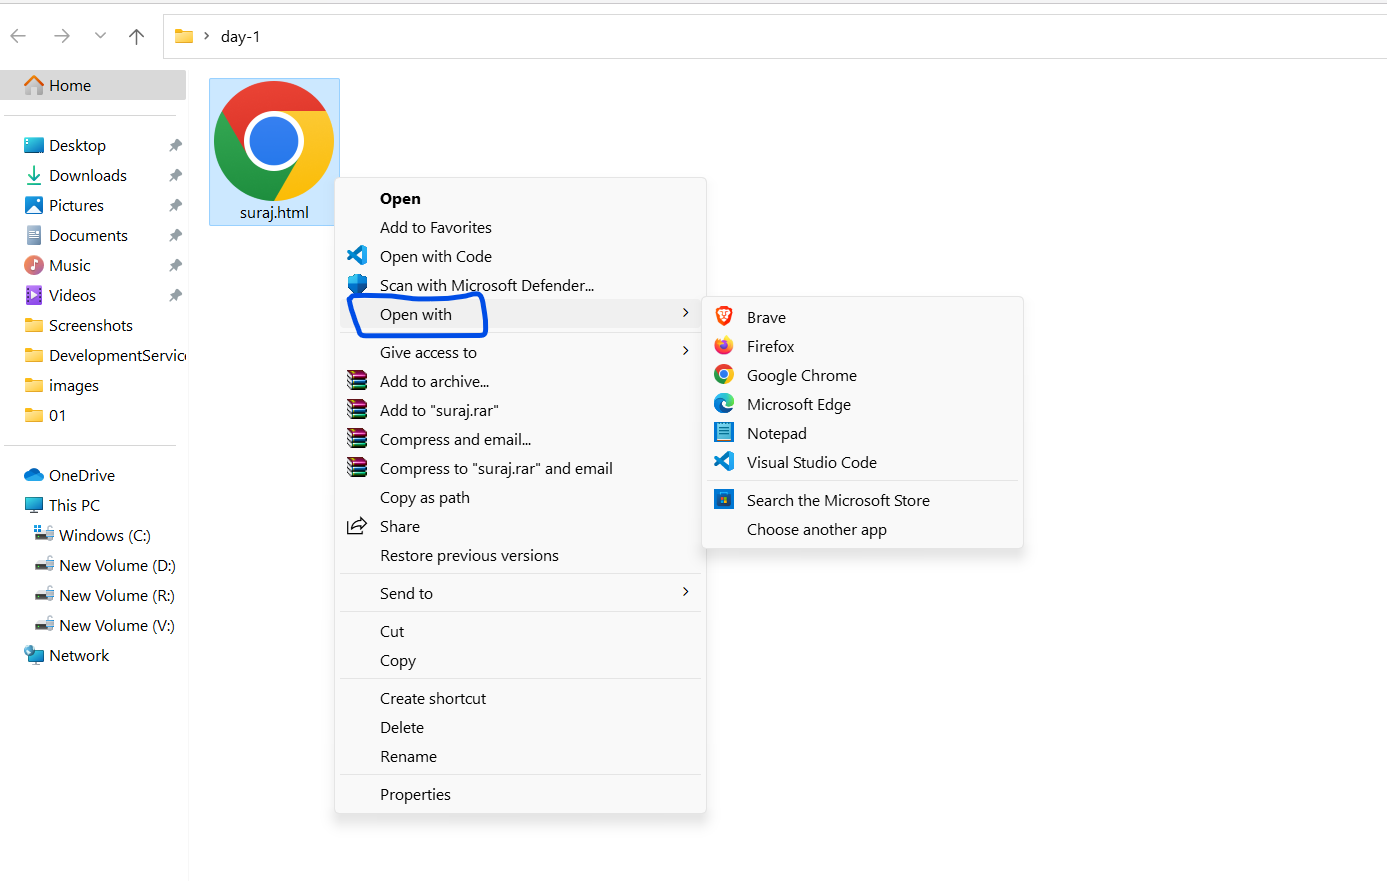 day-1
Home
Desktop
Downloads
Pictures
Documents
Music
Videos
Screenshots
DevelopmentServic
images
01
OneDrive
This PC
Windows (C:)
New Volume (D:)
New Volume (R:)
New Volume (V:)
Network
suraj.html
Open
Add to Favorites
Open with Code
Scan with Microsoft Defender...
Open with
Give access to
Add to archive...
Add to "suraj.rar"
Compress and email...
Compress to "suraj.rar" and email
Copy as path
Share
Restore previous versions
Send to
Cut
Copy
Create shortcut
Delete
Rename
Properties
Brave
Firefox
Google Chrome
Microsoft Edge
Notepad
Visual Studio Code
Search the Microsoft Store
Choose another app